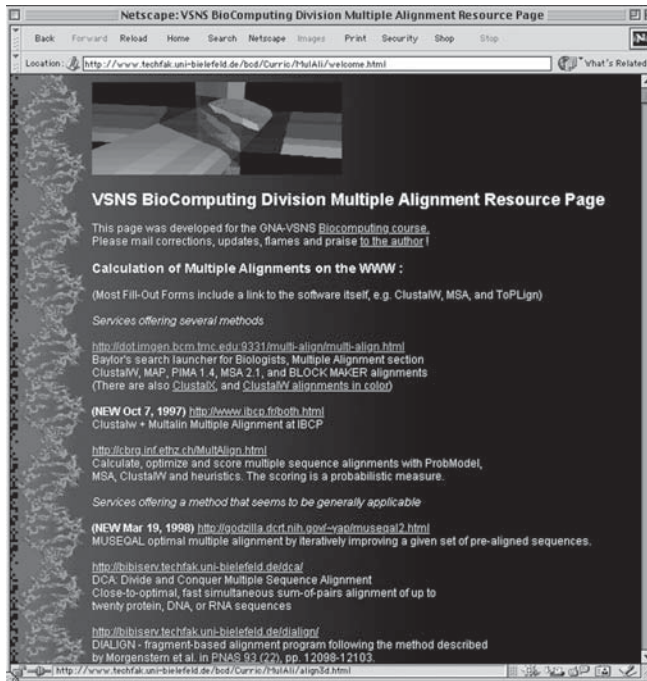 Netscape: VSNS BioComputing Division Multiple Alignment Resource Page
Back Forward Reload Home Search Netscape Images Print Security Shop Stop
Location: http://www.techfak.uni-bielefeld.de/bcd/Curric/MulAli/welcome.html What's Related
VSNS BioComputing Division Multiple Alignment Resource Page
This page was developed for the GNA-VSNS Biocomputing course.
Please mail corrections, updates, flames and praise to the author !
Calculation of Multiple Alignments on the WWW :
(Most Fill-Out Forms include a link to the software itself, e.g. ClustalW, MSA, and ToPLign)
Services offering several methods
http://dot.imgen.bcm.tmc.edu:9331/multi-align/multi-align.html
Baylor's search launcher for Biologists, Multiple Alignment section
ClustalW, MAP, PIMA 1.4, MSA 2.1, and BLOCK MAKER alignments
(There are also ClustalX, and ClustalW alignments in color)
(NEW Oct 7, 1997) http://www.ibcp.fr/both.html
Clustalw + Multalin Multiple Alignment at IBCP
http://cbrg.inf.ethz.ch/MultAlign.html
Calculate, optimize and score multiple sequence alignments with ProbModel,
MSA, ClustalW and heuristics. The scoring is a probabilistic measure.
Services offering a method that seems to be generally applicable
(NEW Mar 19, 1998) http://godzilla.dcrt.nih.gov/~yap/museqal2.html
MUSEQAL optimal multiple alignment by iteratively improving a given set of pre-aligned sequences.
http://bibiserv.techfak.uni-bielefeld.de/dca/
DCA: Divide and Conquer Multiple Sequence Alignment
Close-to-optimal, fast simultaneous sum-of-pairs alignment of up to
twenty protein, DNA, or RNA sequences
http://bibiserv.techfak.uni-bielefeld.de/dialign/
DIALIGN - fragment-based alignment program following the method described
by Morgenstern et al. in PNAS 93 (22), pp. 12098-12103.
http://www.techfak.uni-bielefeld.de/bcd/Curric/MulAli/align3d.html